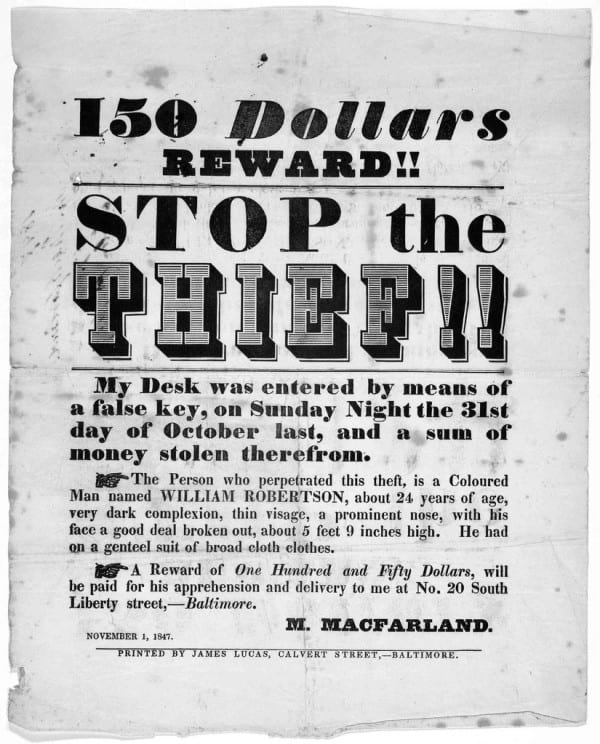 150 Dollars
REWARD!!
STOP the
THIEF!!
My Desk was entered by means of
a false key, on Sunday Night the 31st
day of October last, and a sum of
money stolen therefrom.
☞ The Person who perpetrated this theft, is a Coloured
Man named WILLIAM ROBERTSON, about 24 years of age,
very dark complexion, thin visage, a prominent nose, with his
face a good deal broken out, about 5 feet 9 inches high. He had
on a genteel suit of broad cloth clothes.
☞ A Reward of One Hundred and Fifty Dollars, will
be paid for his apprehension and delivery to me at No. 20 South
Liberty street,—Baltimore.
M. MACFARLAND.
NOVEMBER 1, 1847.
PRINTED BY JAMES LUCAS, CALVERT STREET,—BALTIMORE.